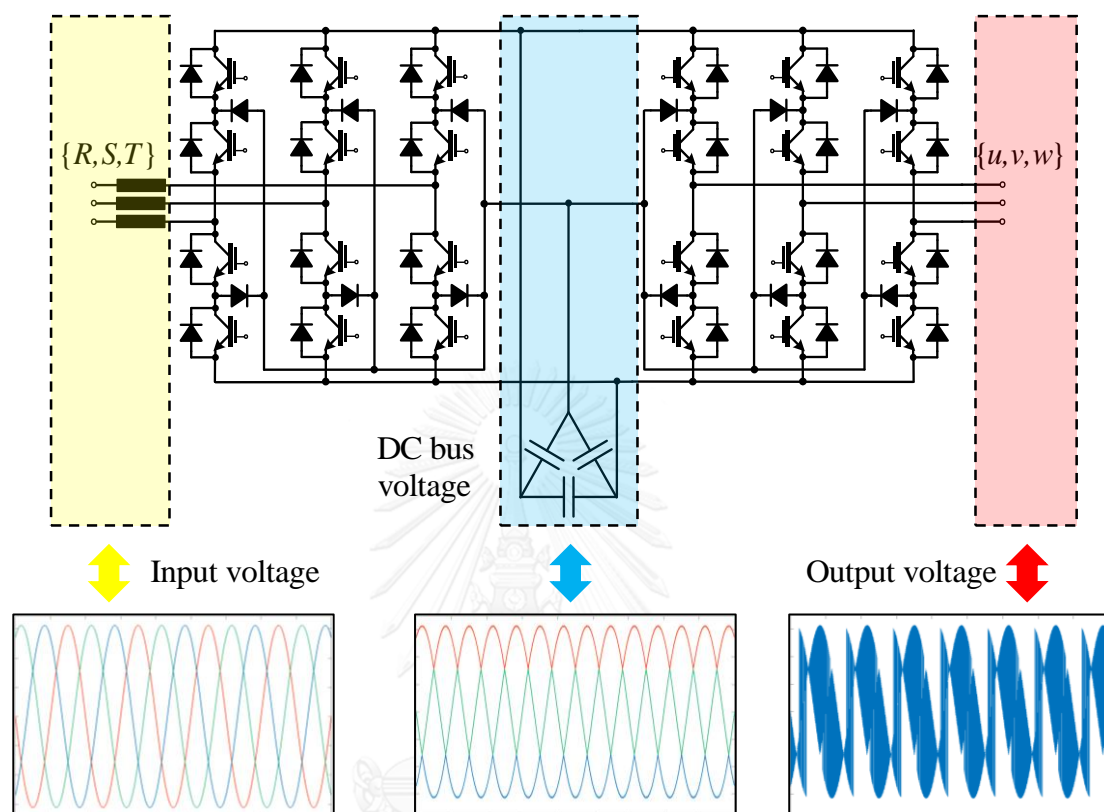 {R,S,T}
{u,v,w}
DC bus
voltage
Input voltage
Output voltage